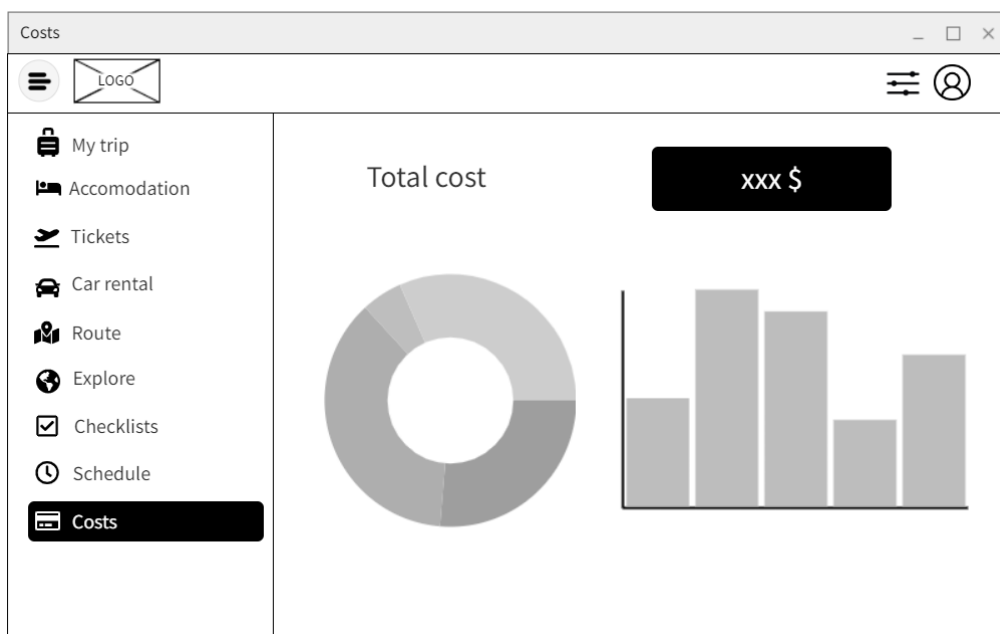 Costs
LOGO
My trip
Accomodation
Tickets
Car rental
Route
Explore
Checklists
Schedule
Costs
Total cost
xxx $